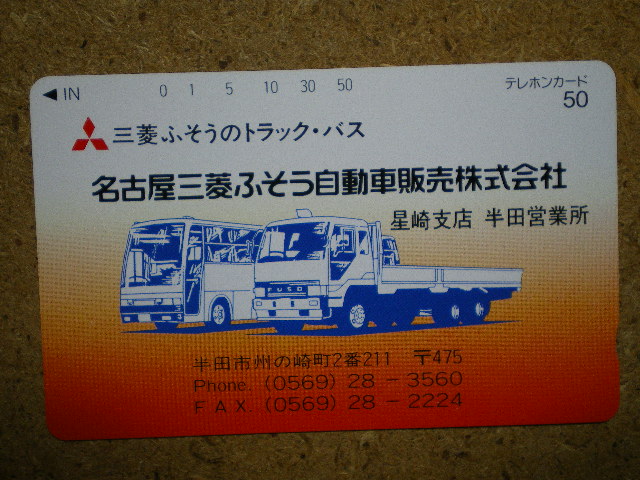 ◀IN 0 1 5 10 30 50 テレホンカード
50
三菱ふそうのトラック・バス
名古屋三菱ふそう自動車販売株式会社
星崎支店 半田営業所
FUSO
半田市州の崎町2番211 〒475
Phone. (0569) 28-3560
FAX. (0569) 28-2224